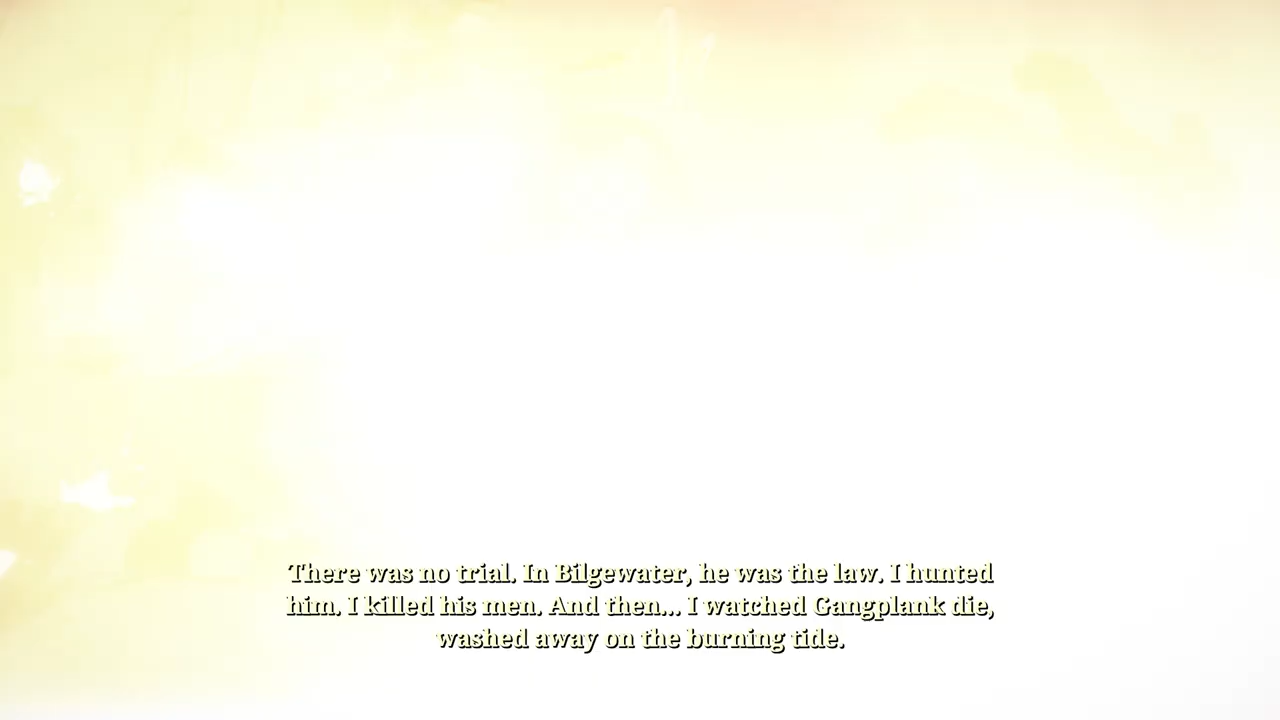 There was no trial. In Bilgewater, he was the law. I hunted
him. I killed his men. And then... I watched Gangplank die,
washed away on the burning tide.